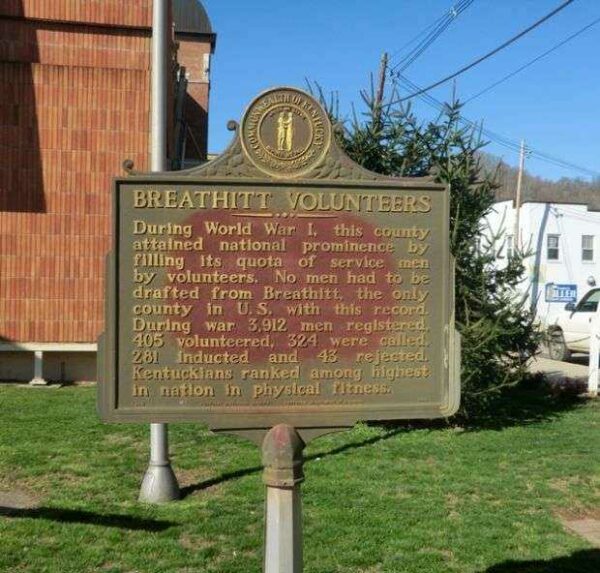 COMMONWEALTH OF KENTUCKY
BREATHITT VOLUNTEERS
During World War I, this county
attained national prominence by
filling its quota of service men
by volunteers. No men had to be
drafted from Breathitt, the only
county in U.S. with this record.
During war 3,912 men registered,
405 volunteered, 324 were called,
281 inducted and 43 rejected.
Kentuckians ranked among highest
in nation in physical fitness.